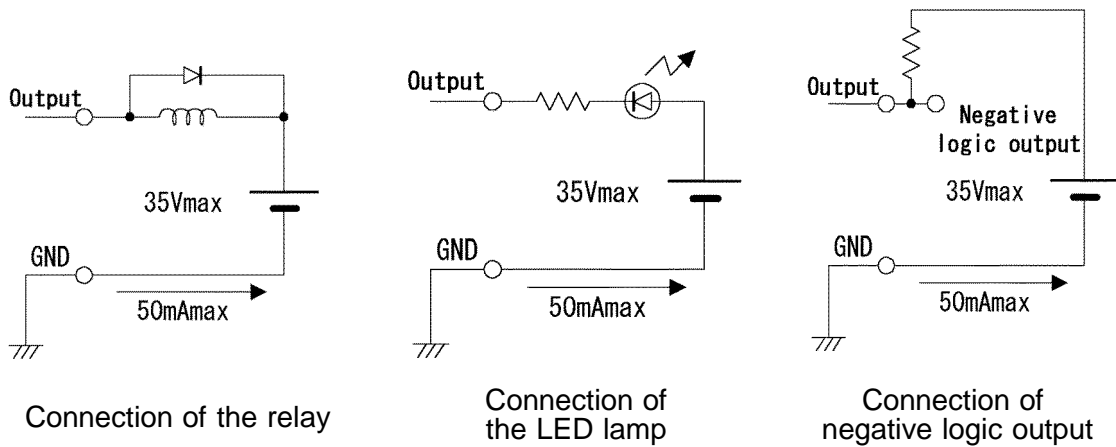 Output
35Vmax
GND
50mAmax
Connection of the relay
Output
35Vmax
GND
50mAmax
Connection of
the LED lamp
Output
Negative
logic output
35Vmax
GND
50mAmax
Connection of
negative logic output